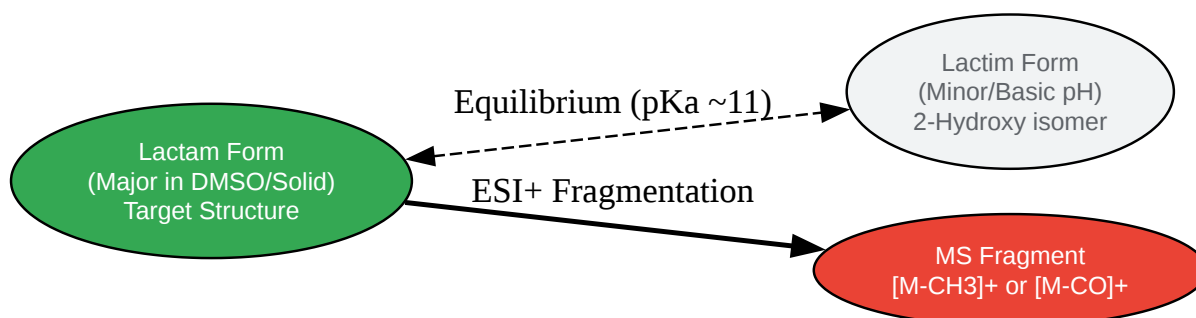 Lactam Form
(Major in DMSO/Solid)
Target Structure
Equilibrium (pKa ~11)
ESI+ Fragmentation
Lactim Form
(Minor/Basic pH)
2-Hydroxy isomer
MS Fragment
[M-CH3]+ or [M-CO]+